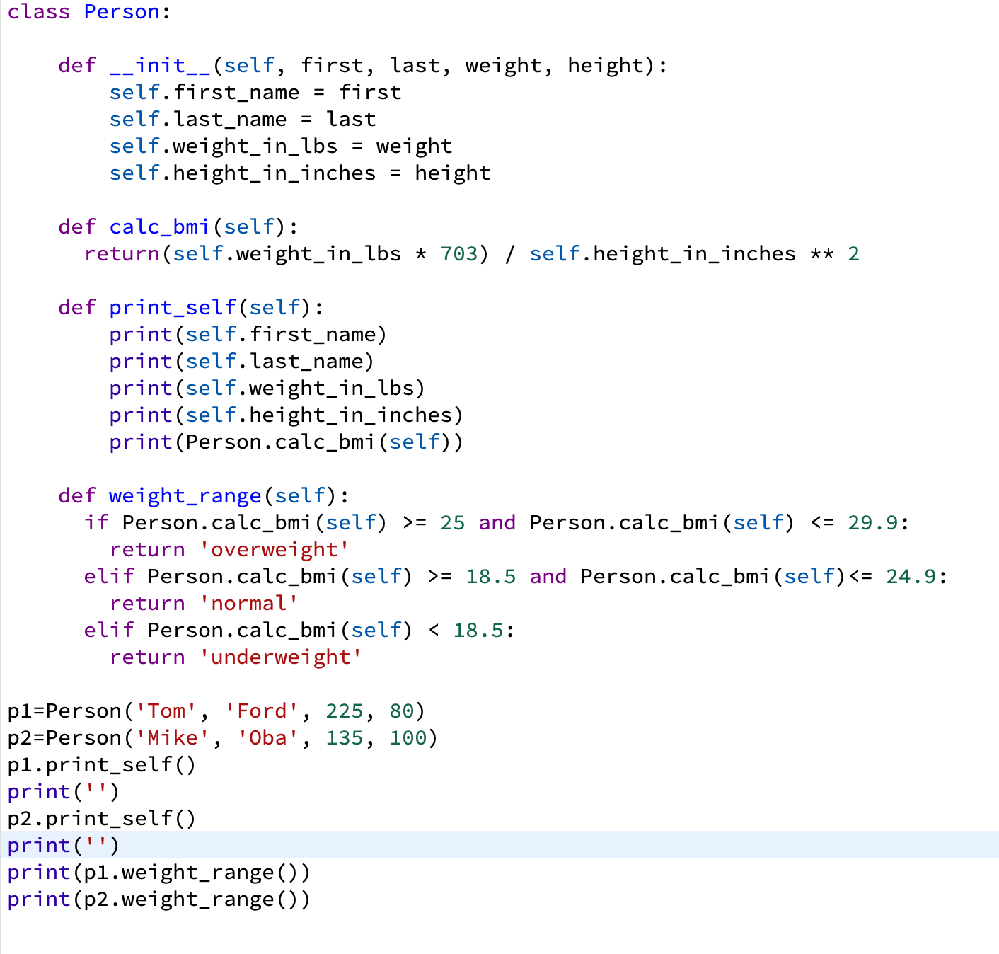 class Person:
    def __init__(self, first, last, weight, height):
        self.first_name = first
        self.last_name = last
        self.weight_in_lbs = weight
        self.height_in_inches = height
    def calc_bmi(self):
      return(self.weight_in_lbs * 703) / self.height_in_inches ** 2
    def print_self(self):
        print(self.first_name)
        print(self.last_name)
        print(self.weight_in_lbs)
        print(self.height_in_inches)
        print(Person.calc_bmi(self))
    def weight_range(self):
      if Person.calc_bmi(self) >= 25 and Person.calc_bmi(self) <= 29.9:
        return 'overweight'
      elif Person.calc_bmi(self) >= 18.5 and Person.calc_bmi(self)<= 24.9:
        return 'normal'
      elif Person.calc_bmi(self) < 18.5:
        return 'underweight'
p1=Person('Tom', 'Ford', 225, 80)
p2=Person('Mike', 'Oba', 135, 100)
p1.print_self()
print('')
p2.print_self()
print('')
print(p1.weight_range())
print(p2.weight_range())